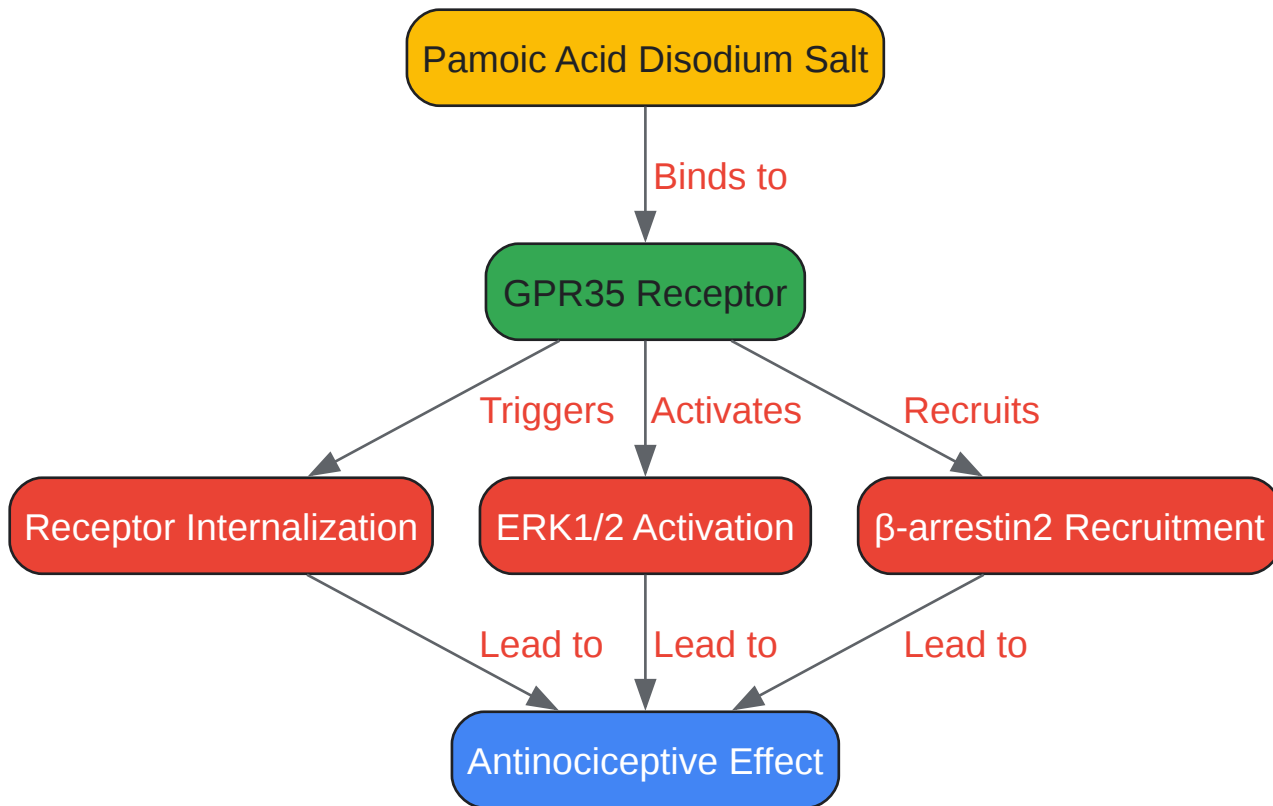 Pamoic Acid Disodium Salt
Binds to
GPR35 Receptor
Triggers
Activates
Recruits
Receptor Internalization
ERK1/2 Activation
β-arrestin2 Recruitment
Lead to
Lead to
Lead to
Antinociceptive Effect